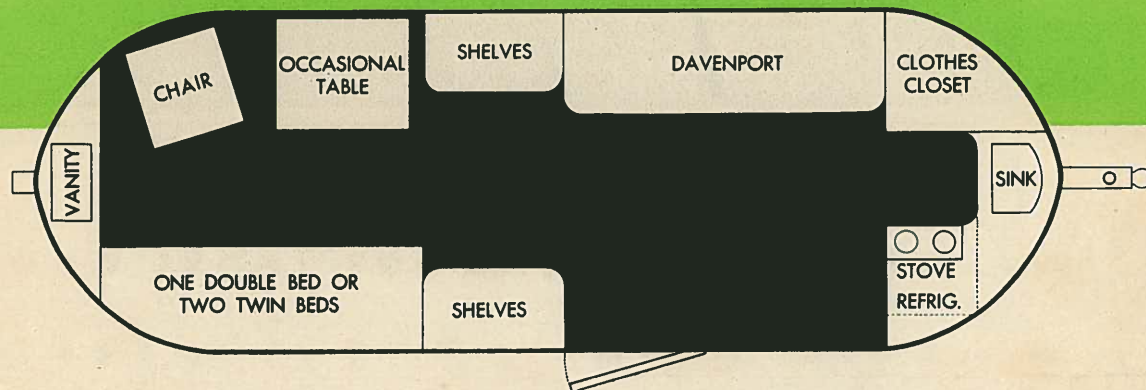 CHAIR
OCCASIONAL
TABLE
SHELVES
DAVENPORT
CLOTHES
CLOSET
VANITY
SINK
ONE DOUBLE BED OR
TWO TWIN BEDS
SHELVES
STOVE
REFRIG.